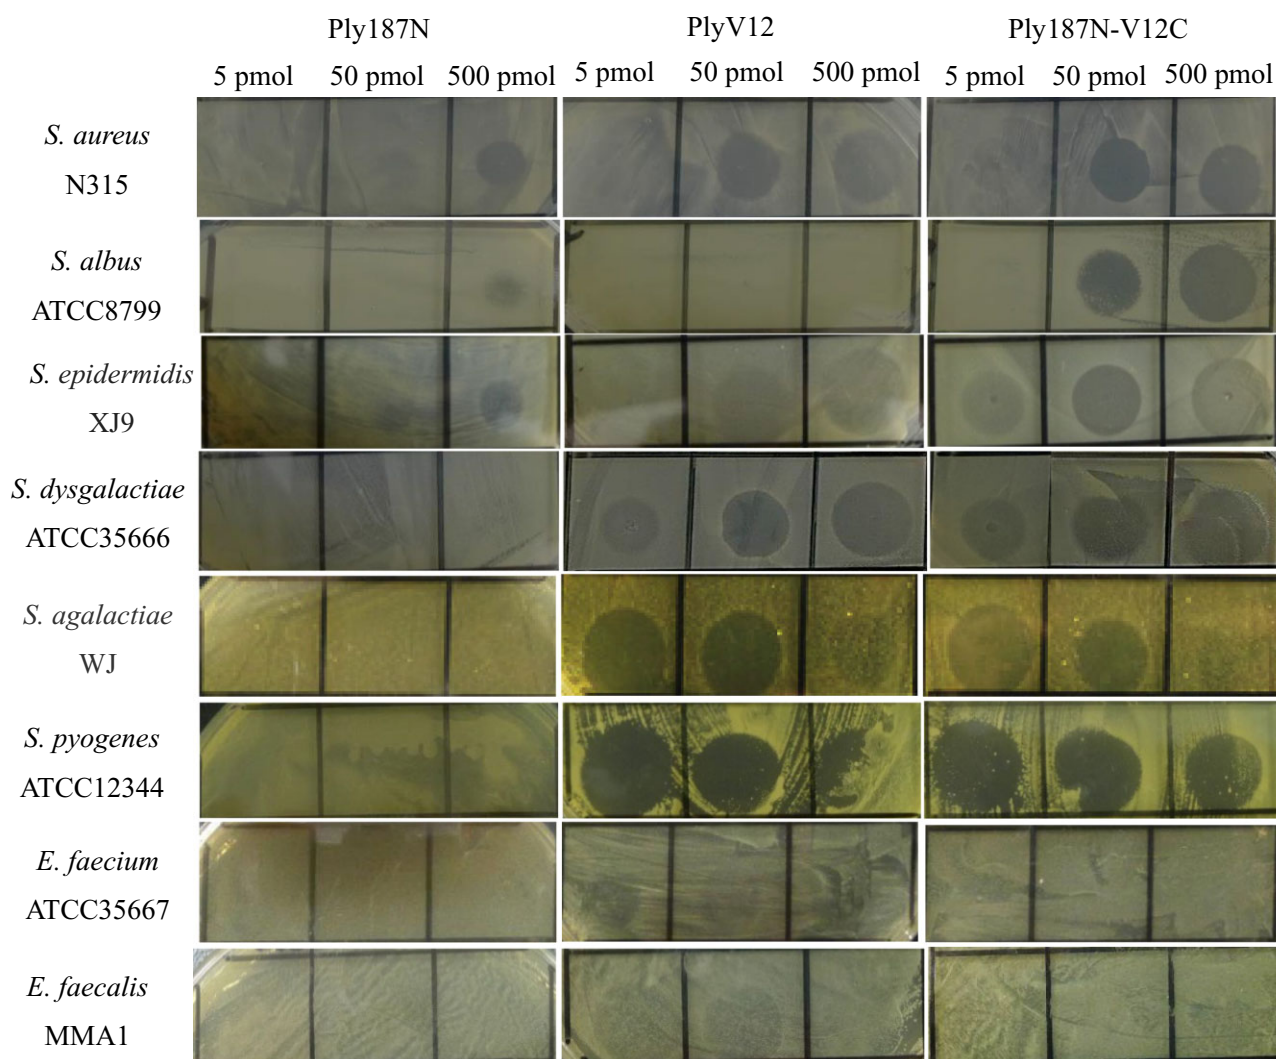 Ply187N PlyV12 Ply187N-V12C
5 pmol 50 pmol 500 pmol 5 pmol 50 pmol 500 pmol 5 pmol 50 pmol 500 pmol
S. aureus
N315
S. albus
ATCC8799
S. epidermidis
XJ9
S. dysgalactiae
ATCC35666
S. agalactiae
WJ
S. pyogenes
ATCC12344
E. faecium
ATCC35667
E. faecalis
MMA1